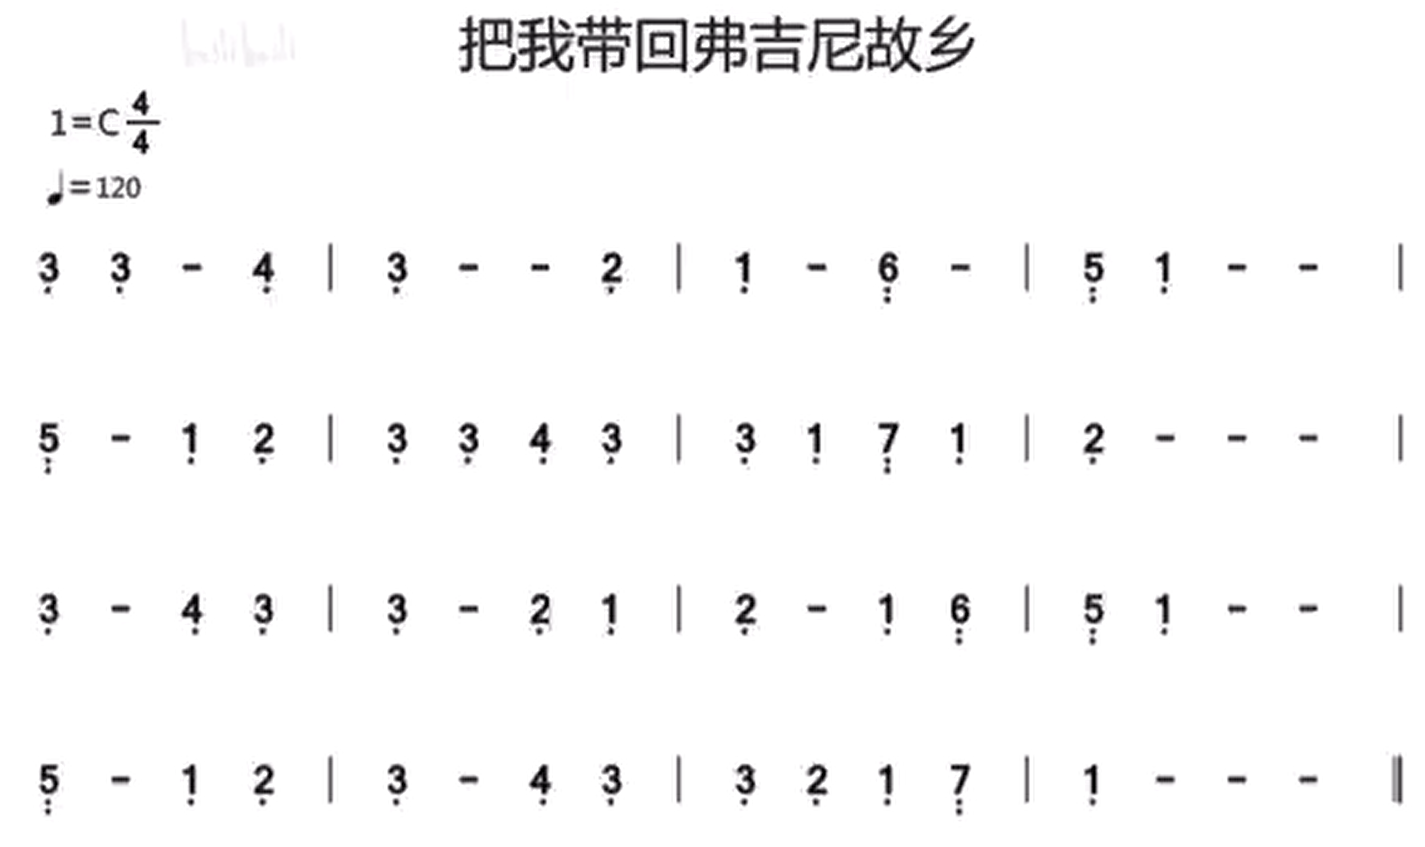 把我带回弗吉尼故乡
1=C 4/4
♩=120
3̣ 3̣ - 4̣ | 3̣ - - 2̣ | 1̣ - 6̤ - | 5̤ 1̣ - - |
5̤ - 1̣ 2̣ | 3̣ 3̣ 4̣ 3̣ | 3̣ 1̣ 7̤ 1̣ | 2̣ - - - |
3̣ - 4̣ 3̣ | 3̣ - 2̣ 1̣ | 2̣ - 1̣ 6̤ | 5̤ 1̣ - - |
5̤ - 1̣ 2̣ | 3̣ - 4̣ 3̣ | 3̣ 2̣ 1̣ 7̤ | 1̣ - - - ‖